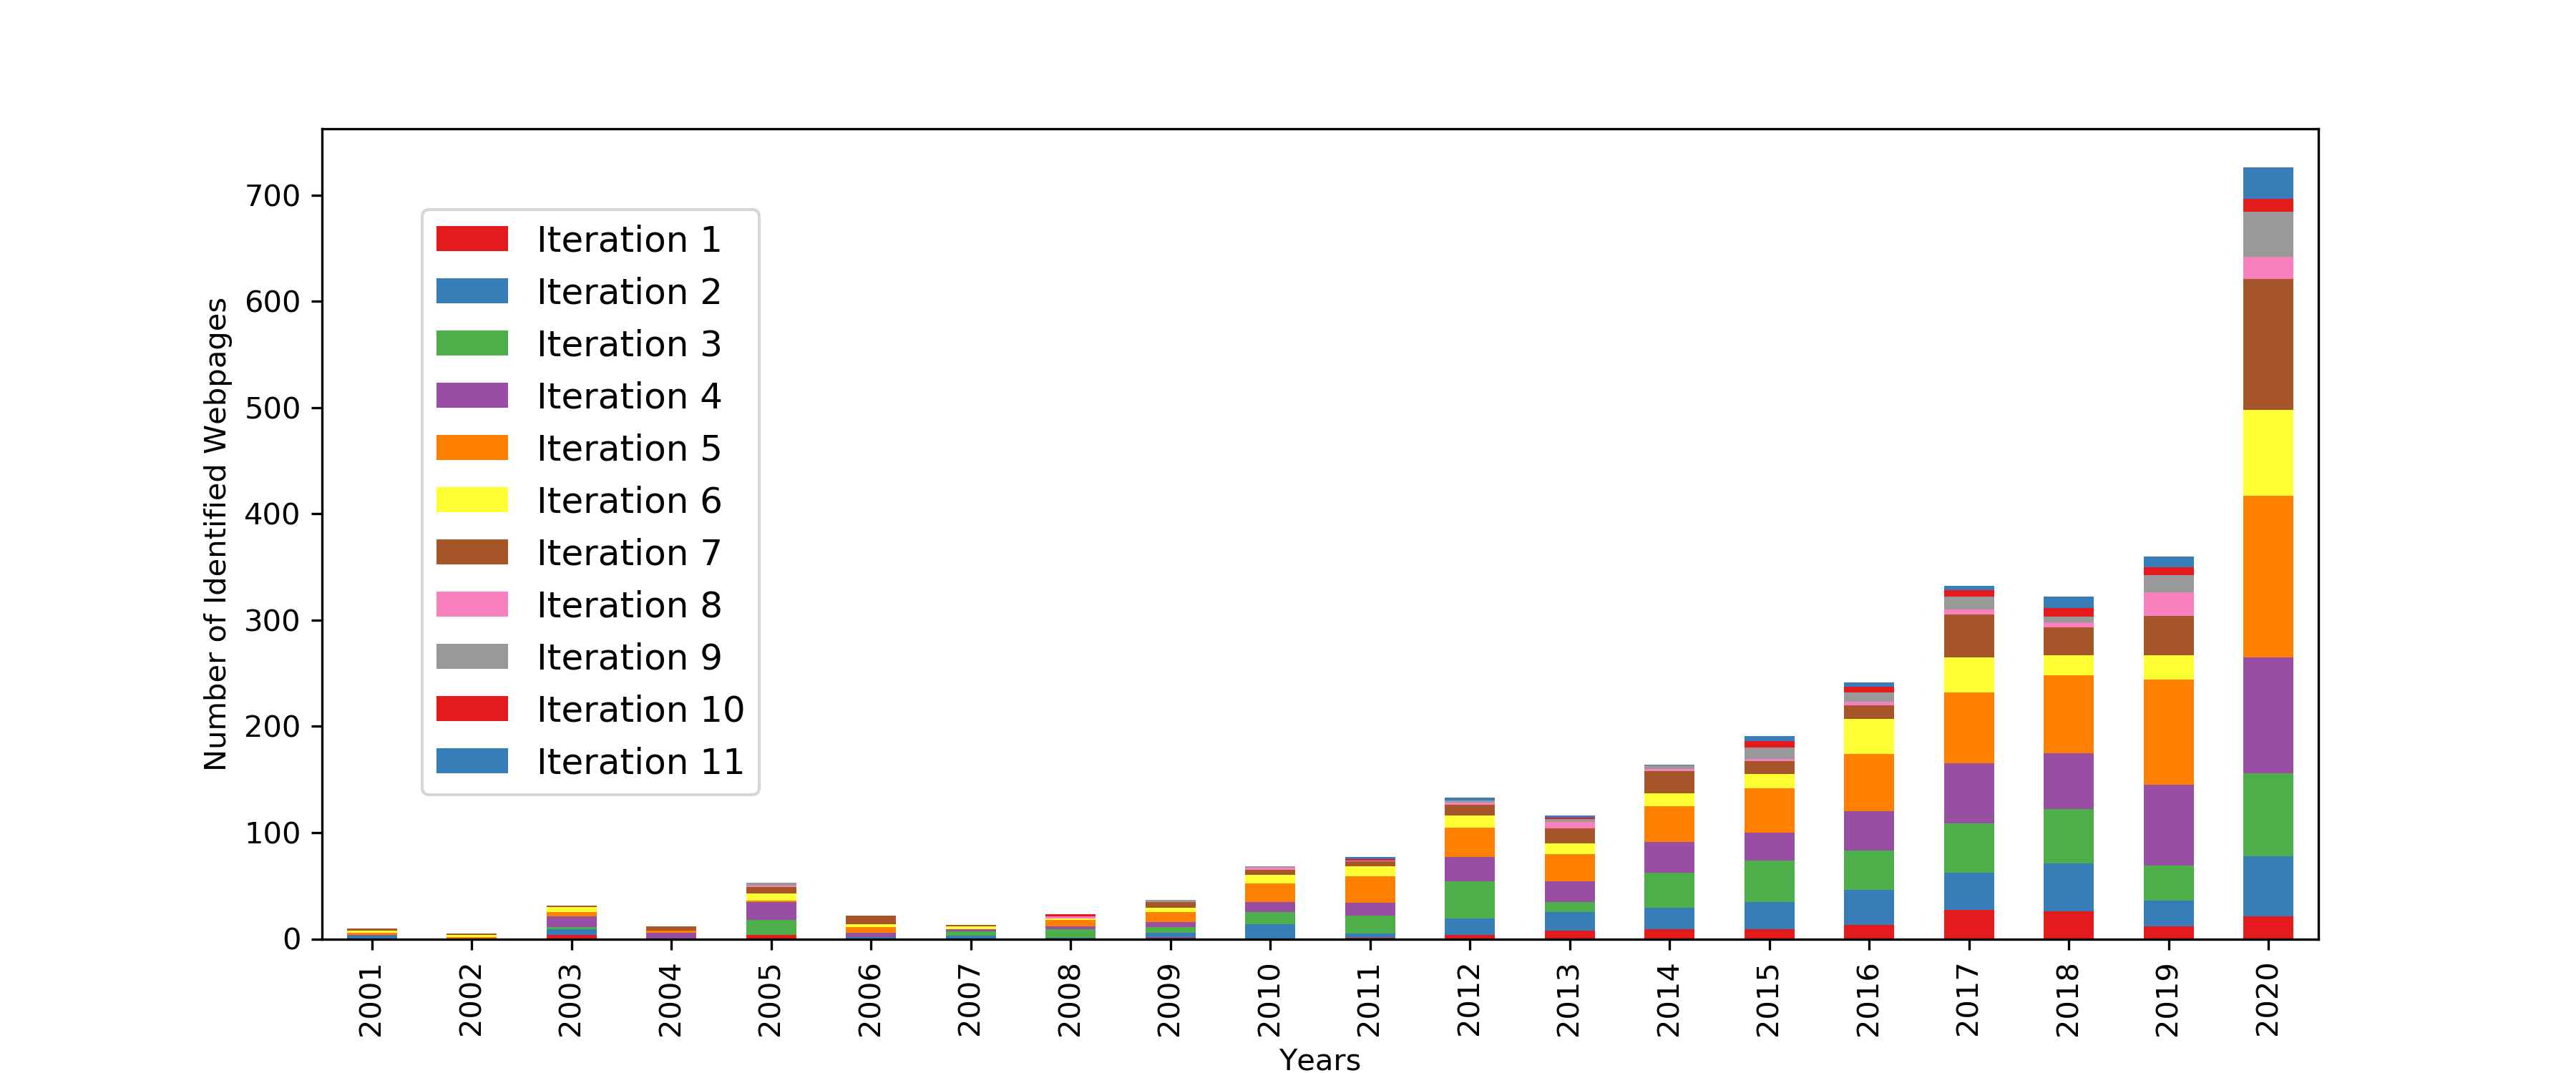 Number of Identified Webpages
700
600
500
400
300
200
100
0
Iteration 1
Iteration 2
Iteration 3
Iteration 4
Iteration 5
Iteration 6
Iteration 7
Iteration 8
Iteration 9
Iteration 10
Iteration 11
2001
2002
2003
2004
2005
2006
2007
2008
2009
2010
2011
2012
2013
2014
2015
2016
2017
2018
2019
2020
Years